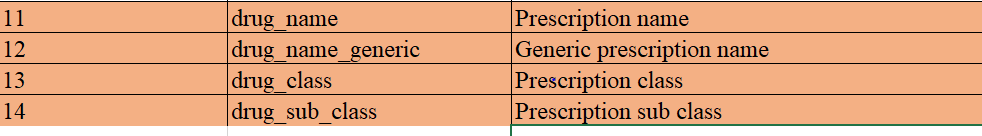 11 drug_name Prescription name
12 drug_name_generic Generic prescription name
13 drug_class Prescription class
14 drug_sub_class Prescription sub class